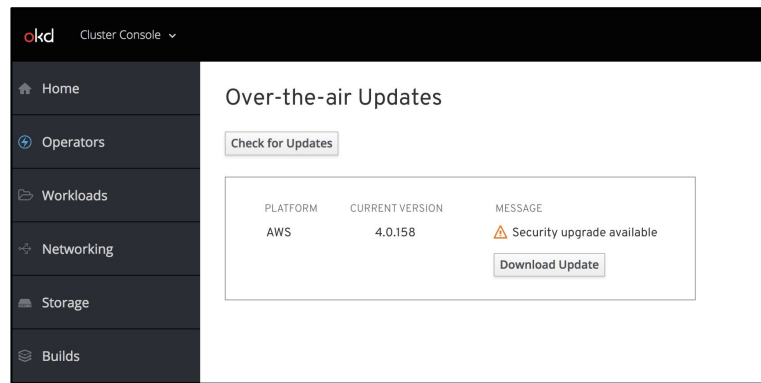 okd Cluster Console
Home
Operators
Workloads
Networking
Storage
Builds
Over-the-air Updates
Check for Updates
PLATFORM CURRENT VERSION MESSAGE
AWS 4.0.158 Security upgrade available
Download Update